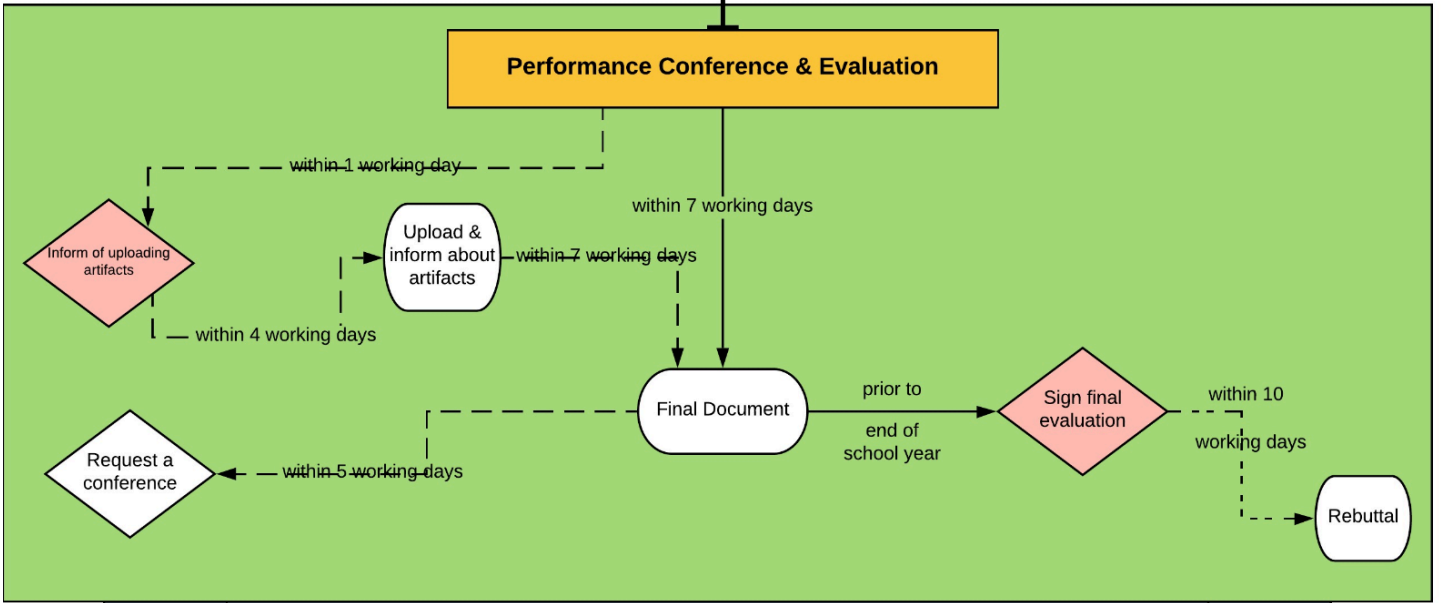 Performance Conference & Evaluation
within 1 working day
within 7 working days
Inform of uploading
artifacts
Upload &
inform about
artifacts
within 7 working days
within 4 working days
Final Document
prior to
end of
school year
Sign final
evaluation
within 10
working days
Request a
conference
within 5 working days
Rebuttal